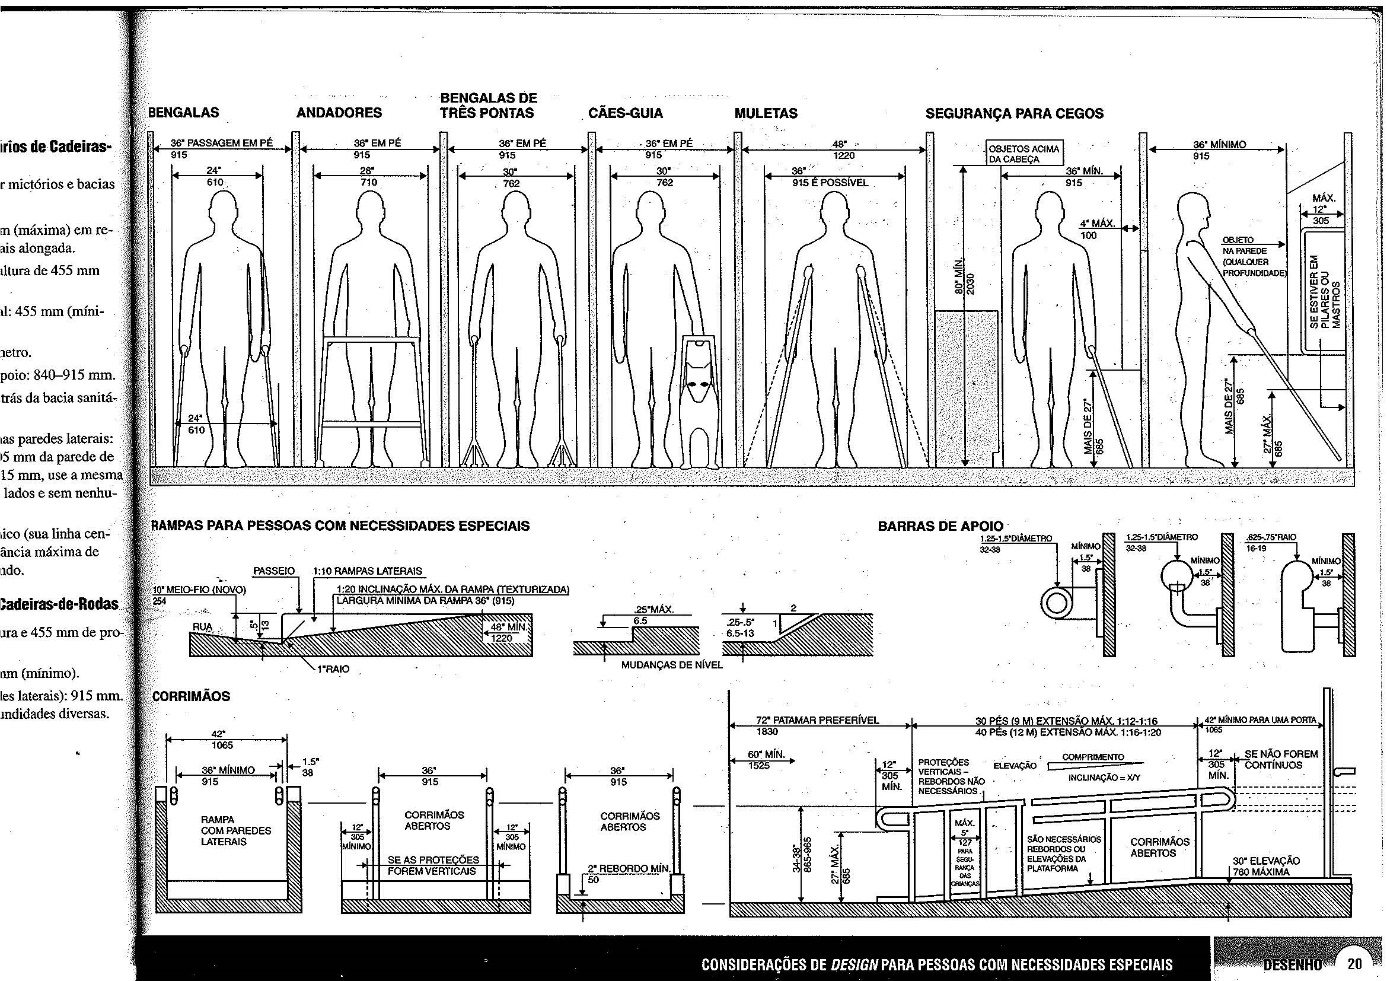 irios de Cadeiras-
r mictórios e bacias
m (máxima) em re-
ais alongada.
ltura de 455 mm
al: 455 mm (míni-
netro.
poio: 840–915 mm.
trás da bacia sanitá-
nas paredes laterais:
05 mm da parede de
15 mm, use a mesma
lados e sem nenhu-
ico (sua linha cen-
ância máxima de
ndo.
Cadeiras-de-Rodas
ura e 455 mm de pro-
nm (mínimo).
les laterais): 915 mm.
undidades diversas.
BENGALAS
ANDADORES
BENGALAS DE
TRÊS PONTAS
CÃES-GUIA
MULETAS
SEGURANÇA PARA CEGOS
36" PASSAGEM EM PÉ
915
24"
610
24"
610
36" EM PÉ
915
28"
710
36" EM PÉ
915
30"
762
36" EM PÉ
915
30"
762
48"
1220
36"
915 É POSSÍVEL
OBJETOS ACIMA
DA CABEÇA
36" MÍN.
915
4" MÁX.
100
80" MÍN.
2030
MAIS DE 27"
685
36" MÍNIMO
915
OBJETO
NA PAREDE
(QUALQUER
PROFUNDIDADE)
MÁX.
12"
305
SE ESTIVER EM
PILARES OU
MASTROS
MAIS DE 27"
685
27" MÁX.
685
RAMPAS PARA PESSOAS COM NECESSIDADES ESPECIAIS
PASSEIO
1:10 RAMPAS LATERAIS
10" MEIO-FIO (NOVO)
254
1:20 INCLINAÇÃO MÁX. DA RAMPA (TEXTURIZADA)
LARGURA MÍNIMA DA RAMPA 36" (915)
RUA
.5"
13
48" MÍN.
1220
1"RAIO
.25"MÁX.
6.5
.25-.5"
6.5-13
2
1
MUDANÇAS DE NÍVEL
BARRAS DE APOIO
1.25-1.5"DIÂMETRO
32-38
MÍNIMO
1.5"
38
1.25-1.5"DIÂMETRO
32-38
MÍNIMO
1.5"
38
.625-.75"RAIO
16-19
MÍNIMO
1.5"
38
CORRIMÃOS
42"
1065
36" MÍNIMO
915
1.5"
38
RAMPA
COM PAREDES
LATERAIS
36"
915
CORRIMÃOS
ABERTOS
12"
305
MÍNIMO
12"
305
MÍNIMO
SE AS PROTEÇÕES
FOREM VERTICAIS
36"
915
CORRIMÃOS
ABERTOS
2" REBORDO MÍN.
50
72" PATAMAR PREFERÍVEL
1830
60" MÍN.
1525
30 PÉS (9 M) EXTENSÃO MÁX. 1:12-1:16
40 PÉS (12 M) EXTENSÃO MÁX. 1:16-1:20
42" MÍNIMO PARA UMA PORTA
1065
12"
305
MÍN.
PROTEÇÕES
VERTICAIS –
REBORDOS NÃO
NECESSÁRIOS
ELEVAÇÃO
COMPRIMENTO
INCLINAÇÃO = X/Y
12"
305
MÍN.
SE NÃO FOREM
CONTÍNUOS
34-38"
865-965
27" MÁX.
685
MÁX.
5"
127
PARA
SEGU-
RANÇA
DAS
CRIANÇAS
SÃO NECESSÁRIOS
REBORDOS OU
ELEVAÇÕES DA
PLATAFORMA
CORRIMÃOS
ABERTOS
30" ELEVAÇÃO
760 MÁXIMA
CONSIDERAÇÕES DE DESIGN PARA PESSOAS COM NECESSIDADES ESPECIAIS
DESENHO 20